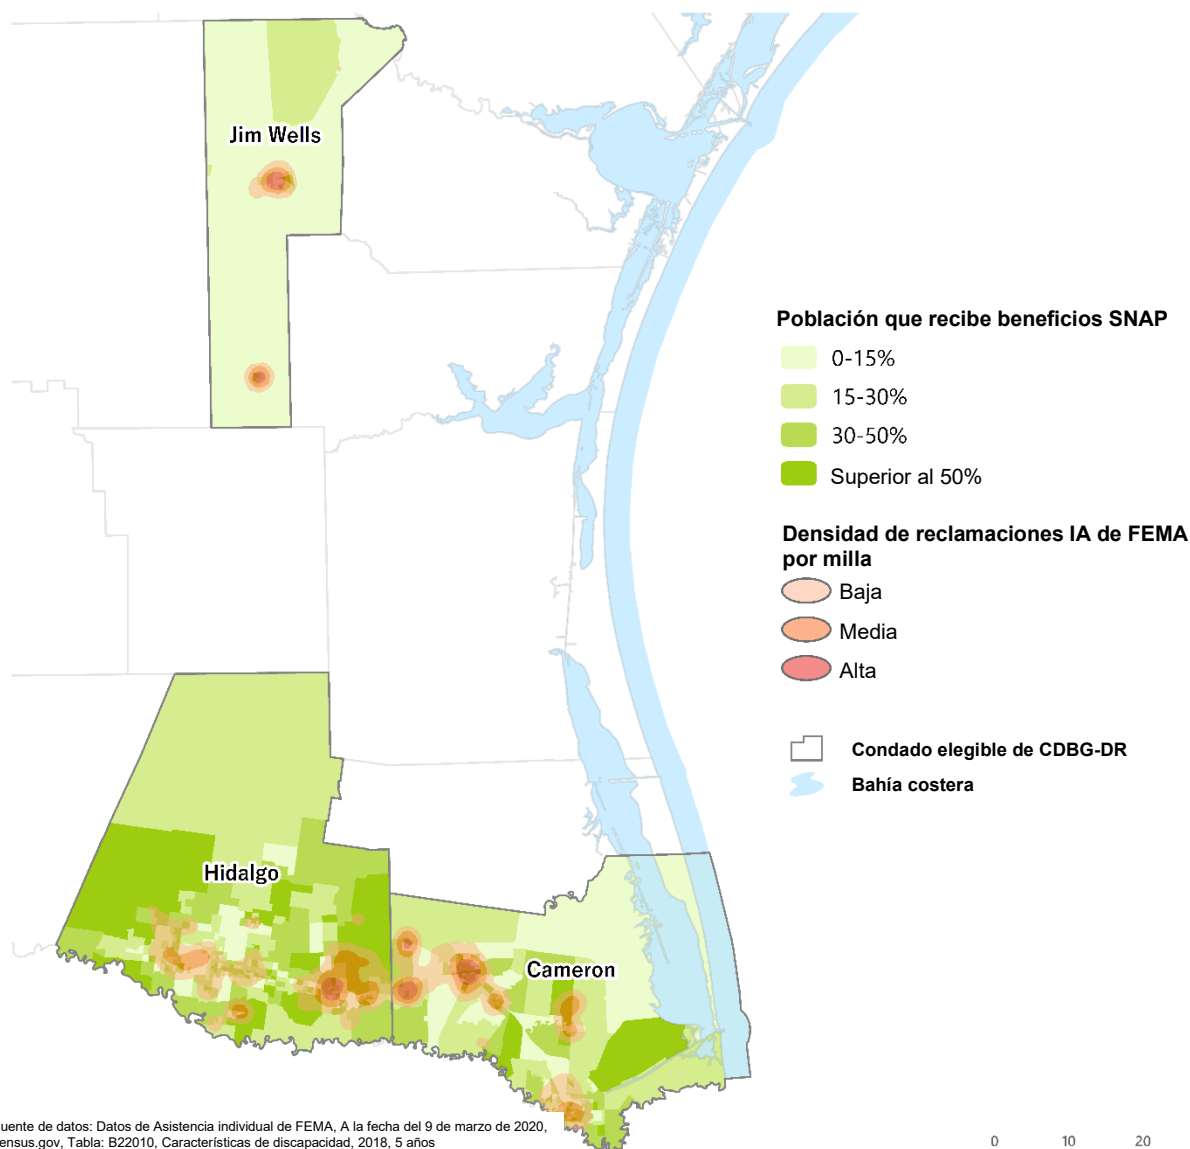 Jim Wells
Población que recibe beneficios SNAP
0-15%
15-30%
30-50%
Superior al 50%
Densidad de reclamaciones IA de FEMA
por milla
Baja
Media
Alta
Condado elegible de CDBG-DR
Bahía costera
Hidalgo
Cameron
uente de datos: Datos de Asistencia individual de FEMA, A la fecha del 9 de marzo de 2020,
ensus.gov, Tabla: B22010, Características de discapacidad, 2018, 5 años
0 10 20